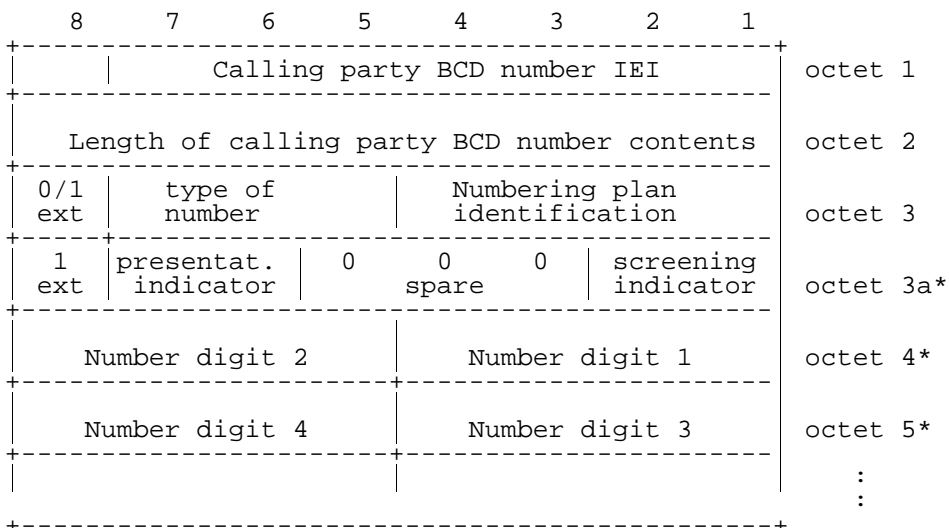 8 7 6 5 4 3 2 1
Calling party BCD number IEI octet 1
Length of calling party BCD number contents octet 2
0/1 type of Numbering plan
ext number identification octet 3
1 presentat. 0 0 0 screening
ext indicator spare indicator octet 3a*
Number digit 2 Number digit 1 octet 4*
Number digit 4 Number digit 3 octet 5*
:
: